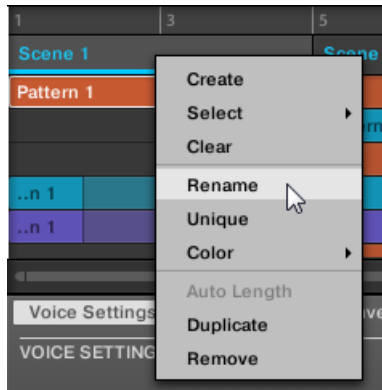 1 3 5
Scene 1 Scene
Pattern 1
Create
Select
Clear
Rename
..n 1
Unique
..n 1
Color
Auto Length
Voice Settings
Duplicate
VOICE SETTING
Remove